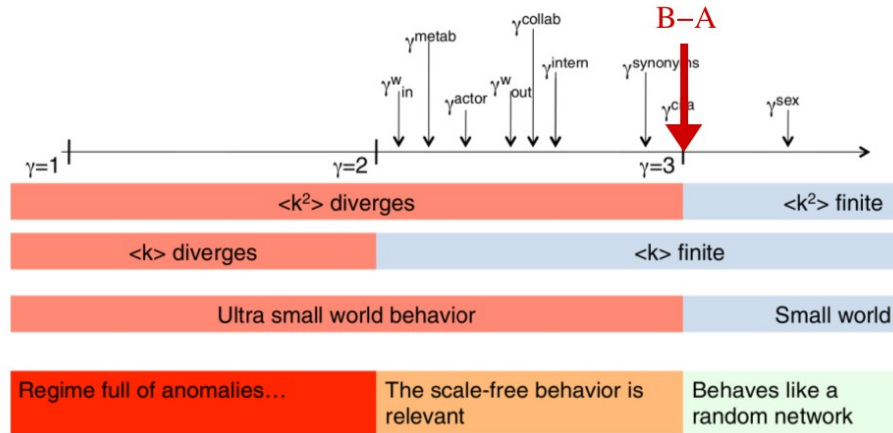 B–A
γ^collab
γ^metab
γ^intern
γ^synonyms
γ^w_in
γ^w_out
γ^actor
γ^sex
γ=1
γ=2
γ=3
<k²> diverges
<k²> finite
<k> diverges
<k> finite
Ultra small world behavior
Small world
Regime full of anomalies…
The scale-free behavior is
relevant
Behaves like a
random network